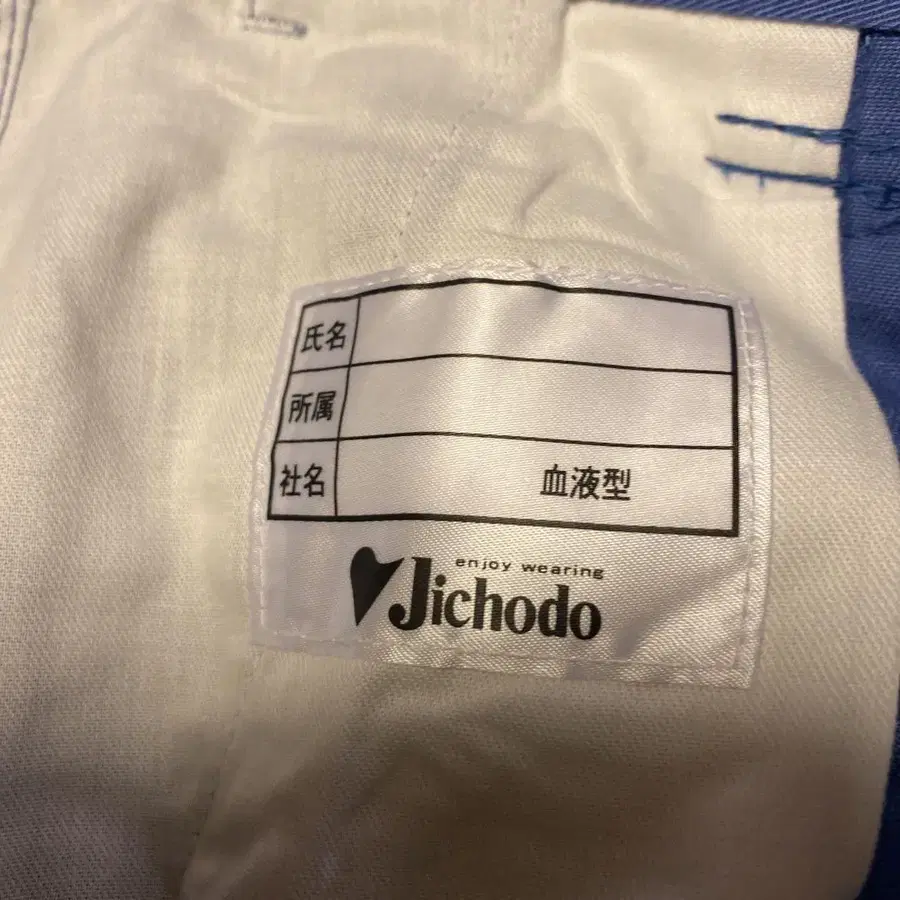 氏名
所属
社名 血液型
enjoy wearing
Jichodo